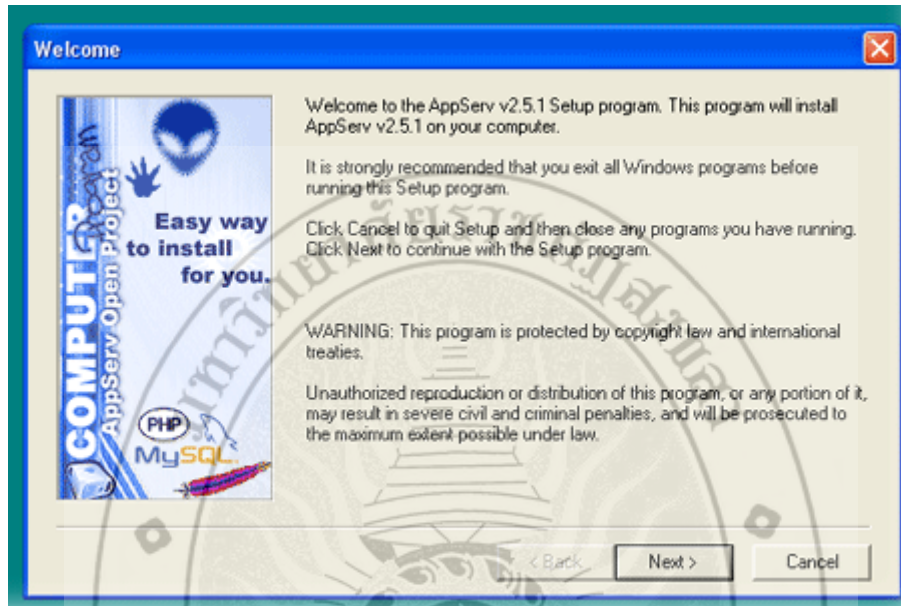 Welcome
Welcome to the AppServ v2.5.1 Setup program. This program will install
AppServ v2.5.1 on your computer.
It is strongly recommended that you exit all Windows programs before
running this Setup program.
Click Cancel to quit Setup and then close any programs you have running.
Click Next to continue with the Setup program.
WARNING: This program is protected by copyright law and international
treaties.
Unauthorized reproduction or distribution of this program, or any portion of it,
may result in severe civil and criminal penalties, and will be prosecuted to
the maximum extent possible under law.
COMPUTER
Program
AppServ Open Project
Easy way
to install
for you.
PHP
MySQL
< Back
Next >
Cancel